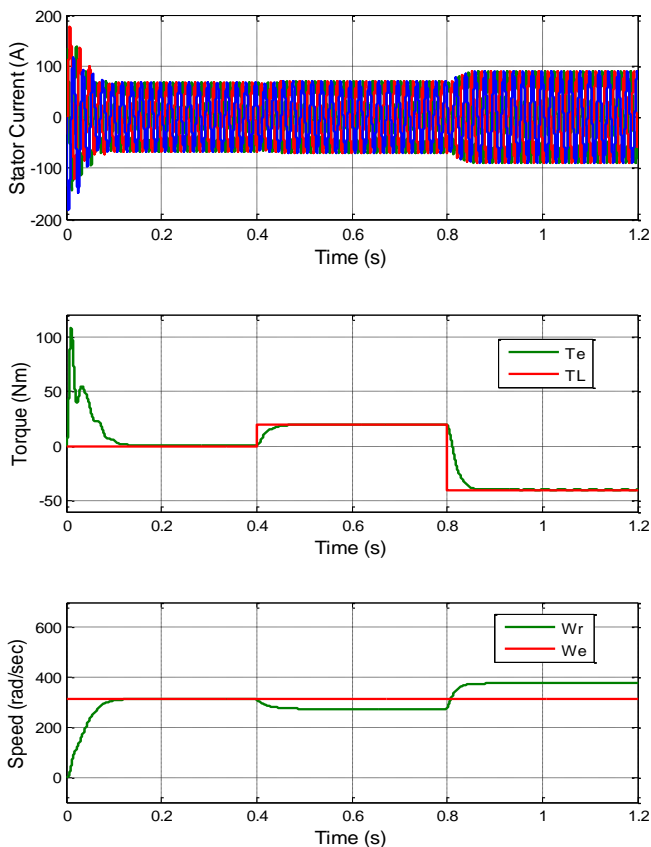 200
100
0
-100
-200
Stator Current (A)
0 0.2 0.4 0.6 0.8 1 1.2
Time (s)
100
50
0
-50
Torque (Nm)
Te
TL
0 0.2 0.4 0.6 0.8 1 1.2
Time (s)
600
400
200
0
Speed (rad/sec)
Wr
We
0 0.2 0.4 0.6 0.8 1 1.2
Time (s)